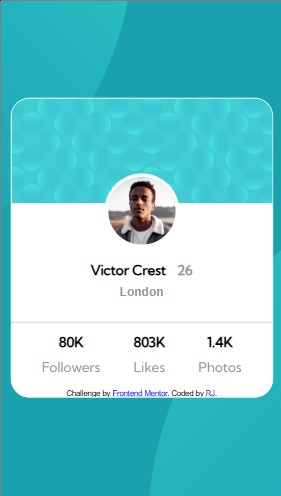 Victor Crest 26
London
80K 803K 1.4K
Followers Likes Photos
Challenge by Frontend Mentor. Coded by RJ.